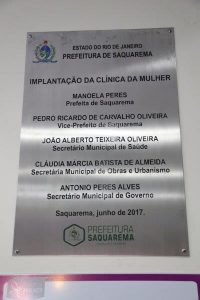 ESTADO DO RIO DE JANEIRO
PREFEITURA DE SAQUAREMA
IMPLANTAÇÃO DA CLÍNICA DA MULHER
MANOELA PERES
Prefeita de Saquarema
PEDRO RICARDO DE CARVALHO OLIVEIRA
Vice-Prefeito de Saquarema
JOÃO ALBERTO TEIXEIRA OLIVEIRA
Secretário Municipal de Saúde
CLÁUDIA MARCIA BATISTA DE ALMEIDA
Secretária Municipal de Obras e Urbanismo
ANTONIO PERES ALVES
Secretário Municipal de Governo
Saquarema, junho de 2017.
PREFEITURA
SAQUAREMA